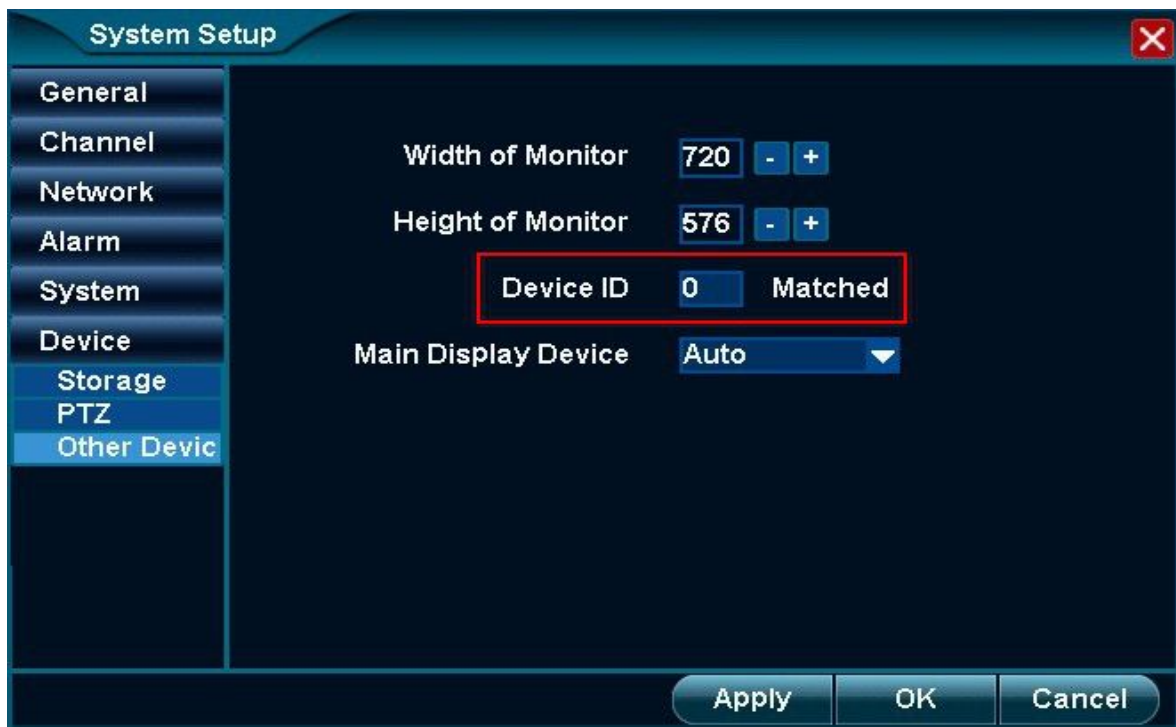 System Setup
General
Channel
Network
Alarm
System
Device
Storage
PTZ
Other Devic
Width of Monitor 720 - +
Height of Monitor 576 - +
Device ID 0 Matched
Main Display Device Auto
Apply OK Cancel